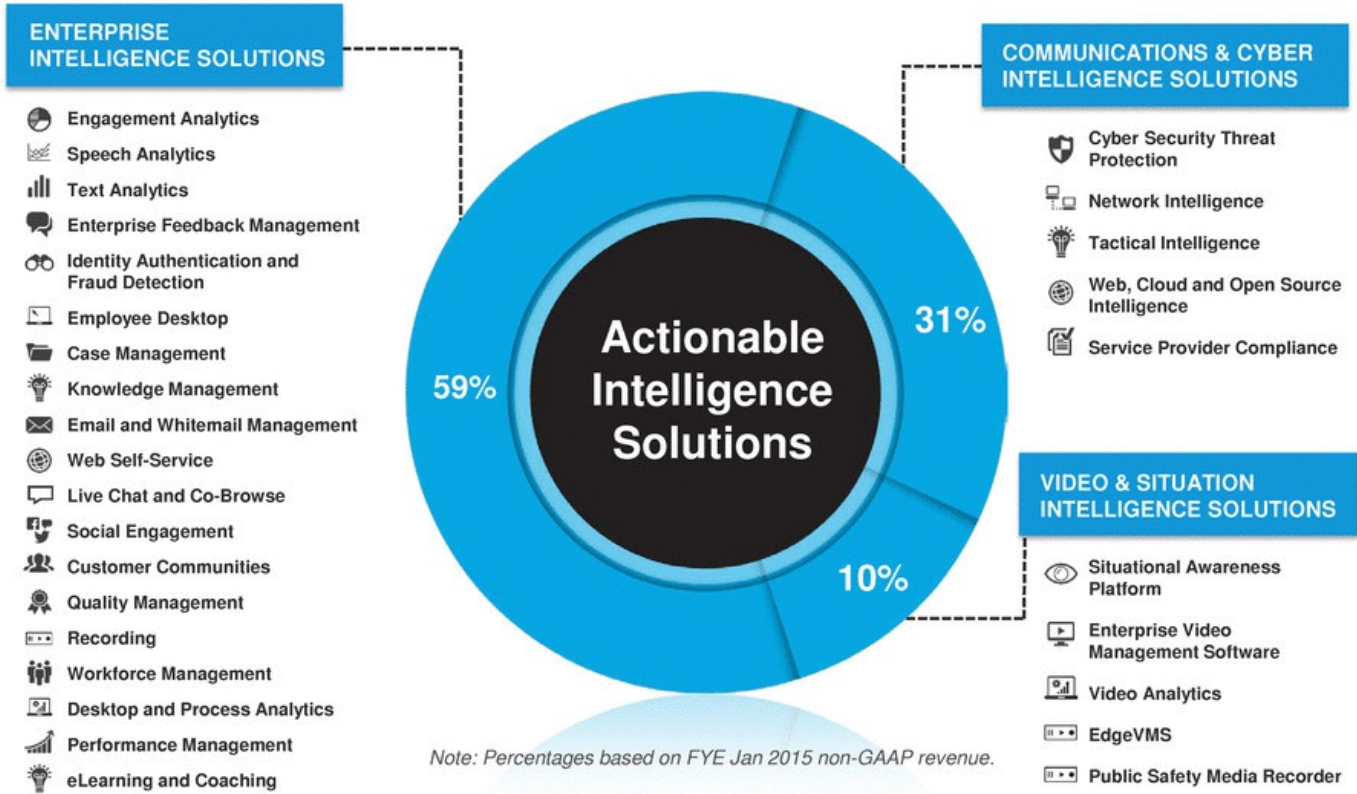 ENTERPRISE
INTELLIGENCE SOLUTIONS
Engagement Analytics
Speech Analytics
Text Analytics
Enterprise Feedback Management
Identity Authentication and
Fraud Detection
Employee Desktop
Case Management
Knowledge Management
Email and Whitemail Management
Web Self-Service
Live Chat and Co-Browse
Social Engagement
Customer Communities
Quality Management
Recording
Workforce Management
Desktop and Process Analytics
Performance Management
eLearning and Coaching
59%
Actionable
Intelligence
Solutions
31%
10%
Note: Percentages based on FYE Jan 2015 non-GAAP revenue.
COMMUNICATIONS & CYBER
INTELLIGENCE SOLUTIONS
Cyber Security Threat
Protection
Network Intelligence
Tactical Intelligence
Web, Cloud and Open Source
Intelligence
Service Provider Compliance
VIDEO & SITUATION
INTELLIGENCE SOLUTIONS
Situational Awareness
Platform
Enterprise Video
Management Software
Video Analytics
EdgeVMS
Public Safety Media Recorder